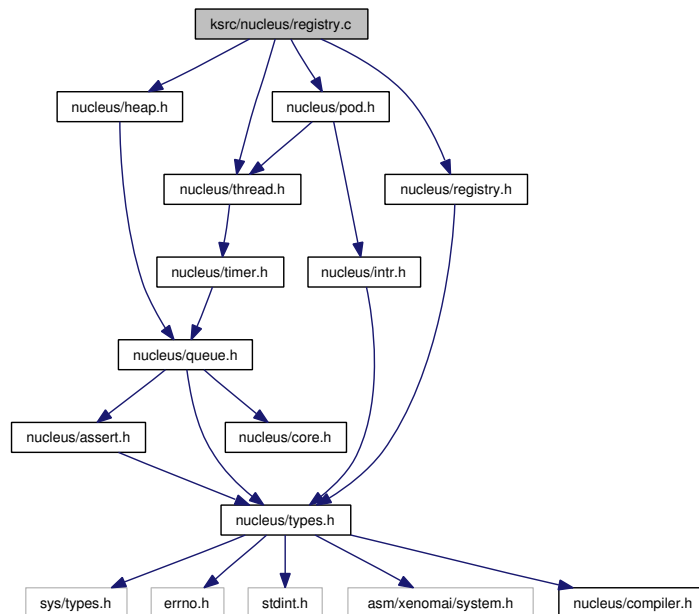 ksrc/nucleus/registry.c
nucleus/heap.h
nucleus/pod.h
nucleus/thread.h
nucleus/registry.h
nucleus/timer.h
nucleus/intr.h
nucleus/queue.h
nucleus/assert.h
nucleus/core.h
nucleus/types.h
sys/types.h
errno.h
stdint.h
asm/xenomai/system.h
nucleus/compiler.h